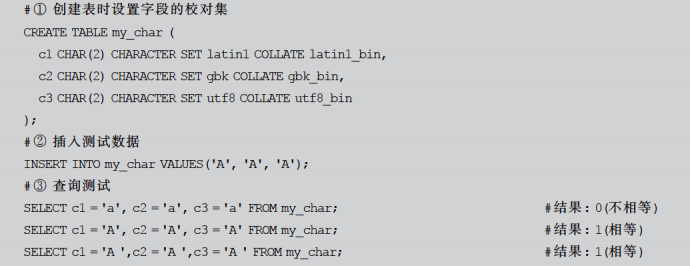 #① 创建表时设置字段的校对集
CREATE TABLE my_char (
c1 CHAR(2) CHARACTER SET latin1 COLLATE latin1_bin,
c2 CHAR(2) CHARACTER SET gbk COLLATE gbk_bin,
c3 CHAR(2) CHARACTER SET utf8 COLLATE utf8_bin
);
#② 插入测试数据
INSERT INTO my_char VALUES('A', 'A', 'A');
#③ 查询测试
SELECT c1 = 'a', c2 = 'a', c3 = 'a' FROM my_char; #结果：0(不相等)
SELECT c1 = 'A', c2 = 'A', c3 = 'A' FROM my_char; #结果：1(相等)
SELECT c1 = 'A ',c2 = 'A ',c3 = 'A ' FROM my_char; #结果：1(相等)